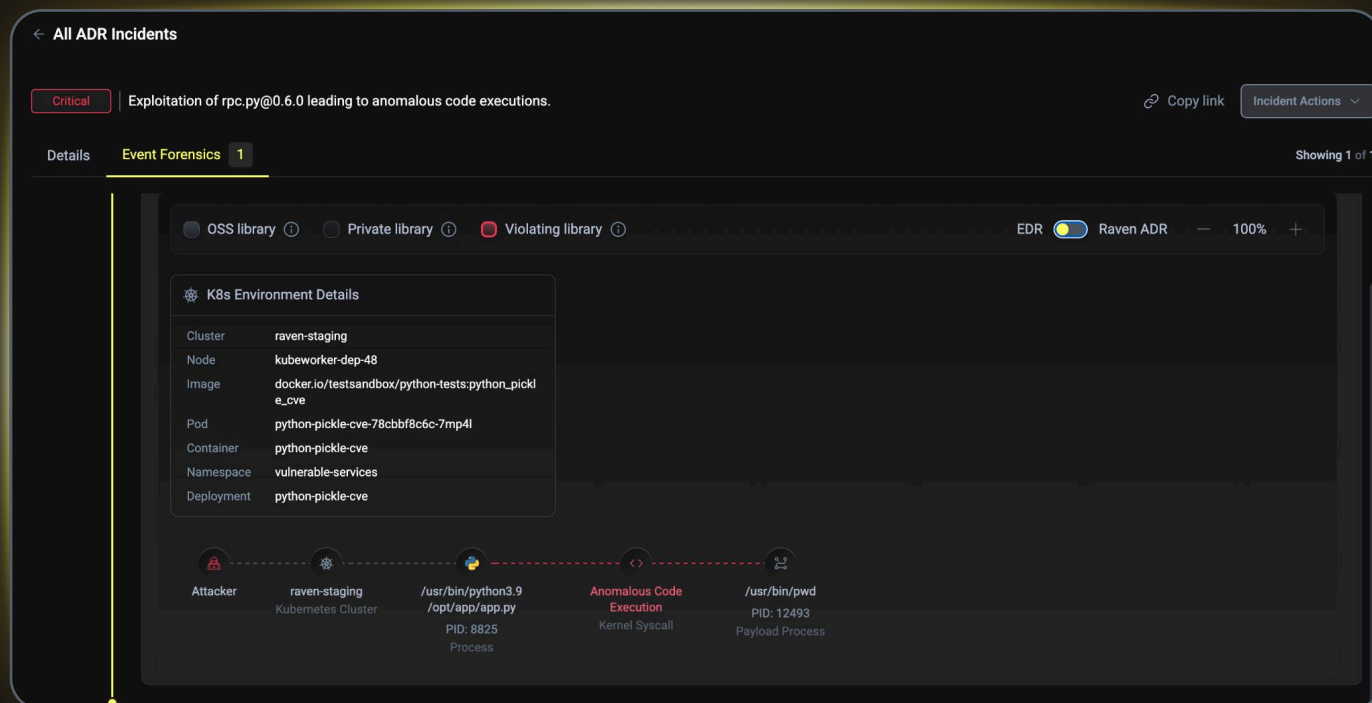 ← All ADR Incidents
Critical
Exploitation of rpc.py@0.6.0 leading to anomalous code executions.
Copy link
Incident Actions
Details
Event Forensics 1
Showing 1 of 1
OSS library
Private library
Violating library
EDR
Raven ADR
— 100% +
K8s Environment Details
Cluster raven-staging
Node kubeworker-dep-48
Image docker.io/testsandbox/python-tests:python_pickl
e_cve
Pod python-pickle-cve-78cbbf8c6c-7mp4l
Container python-pickle-cve
Namespace vulnerable-services
Deployment python-pickle-cve
Attacker
raven-staging
Kubernetes Cluster
/usr/bin/python3.9
/opt/app/app.py
PID: 8825
Process
Anomalous Code
Execution
Kernel Syscall
/usr/bin/pwd
PID: 12493
Payload Process